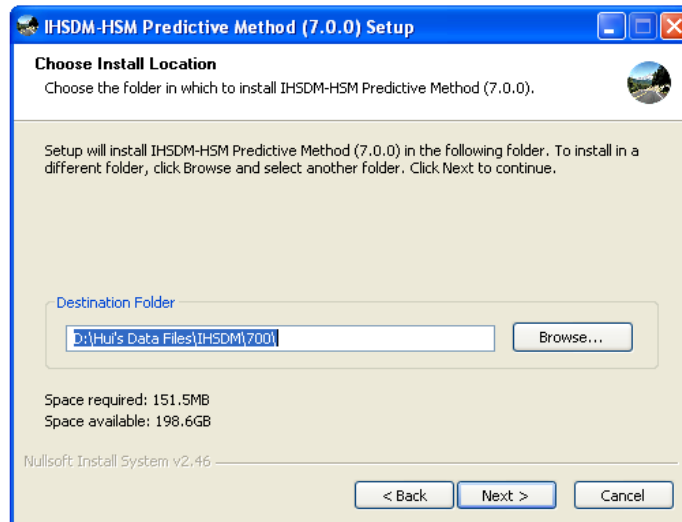 IHSDM-HSM Predictive Method (7.0.0) Setup
Choose Install Location
Choose the folder in which to install IHSDM-HSM Predictive Method (7.0.0).
Setup will install IHSDM-HSM Predictive Method (7.0.0) in the following folder. To install in a
different folder, click Browse and select another folder. Click Next to continue.
Destination Folder
D:\Hui's Data Files\IHSDM\700\
Browse...
Space required: 151.5MB
Space available: 198.6GB
Nullsoft Install System v2.46
< Back
Next >
Cancel